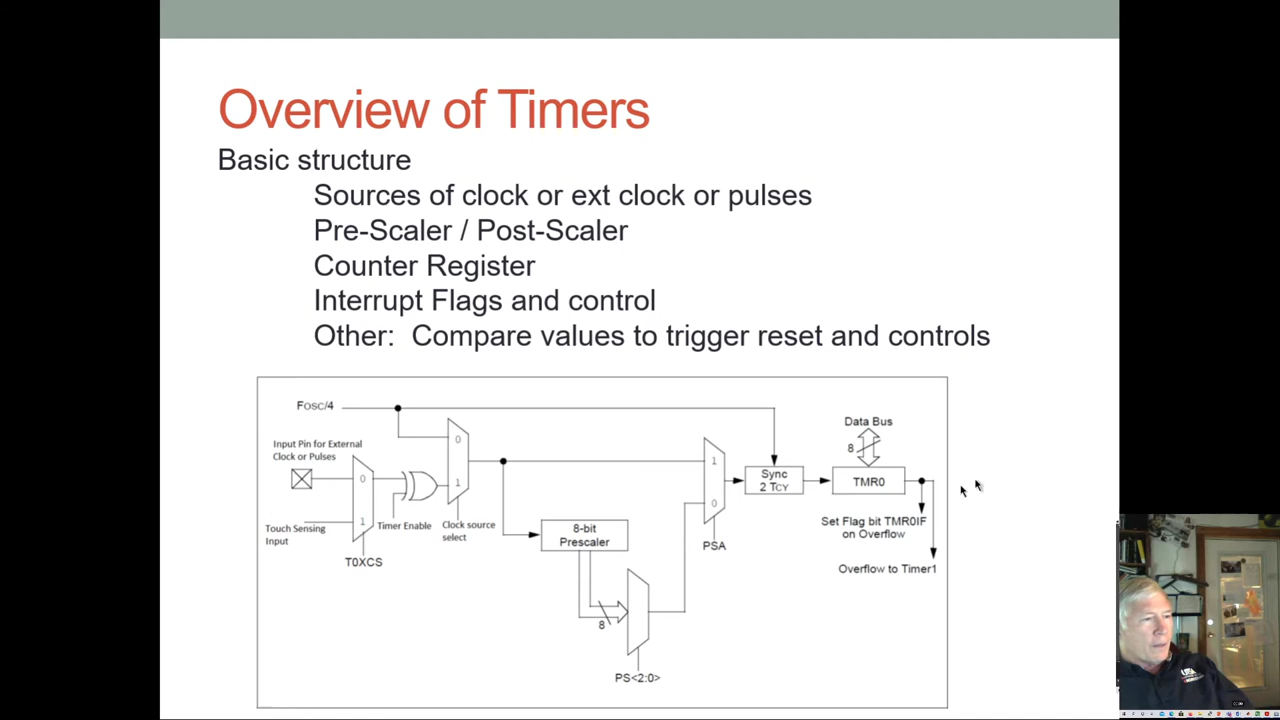 Overview of Timers
Basic structure
Sources of clock or ext clock or pulses
Pre-Scaler / Post-Scaler
Counter Register
Interrupt Flags and control
Other: Compare values to trigger reset and controls
FOSC/4
Input Pin for External
Clock or Pulses
0
1
Touch Sensing
Input
T0XCS
Timer Enable
0
1
Clock source
select
8-bit
Prescaler
8
PS<2:0>
1
0
PSA
Sync
2 TCY
Data Bus
8
TMR0
Set Flag bit TMR0IF
on Overflow
Overflow to Timer1